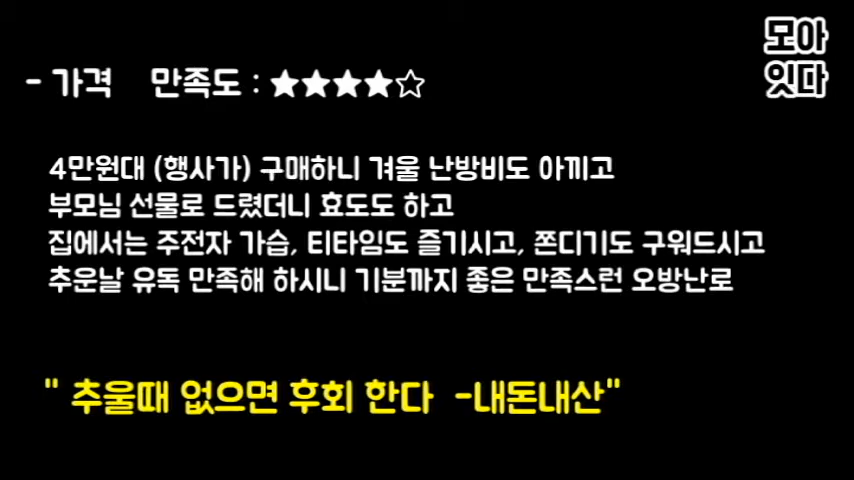 모아
잇다
- 가격 만족도 : ★★★★☆
4만원대 (행사가) 구매하니 겨울 난방비도 아끼고
부모님 선물로 드렸더니 효도도 하고
집에서는 주전자 가습, 티타임도 즐기시고, 쫀디기도 구워드시고
추운날 유독 만족해 하시니 기분까지 좋은 만족스런 오방난로
" 추울때 없으면 후회 한다 -내돈내산"